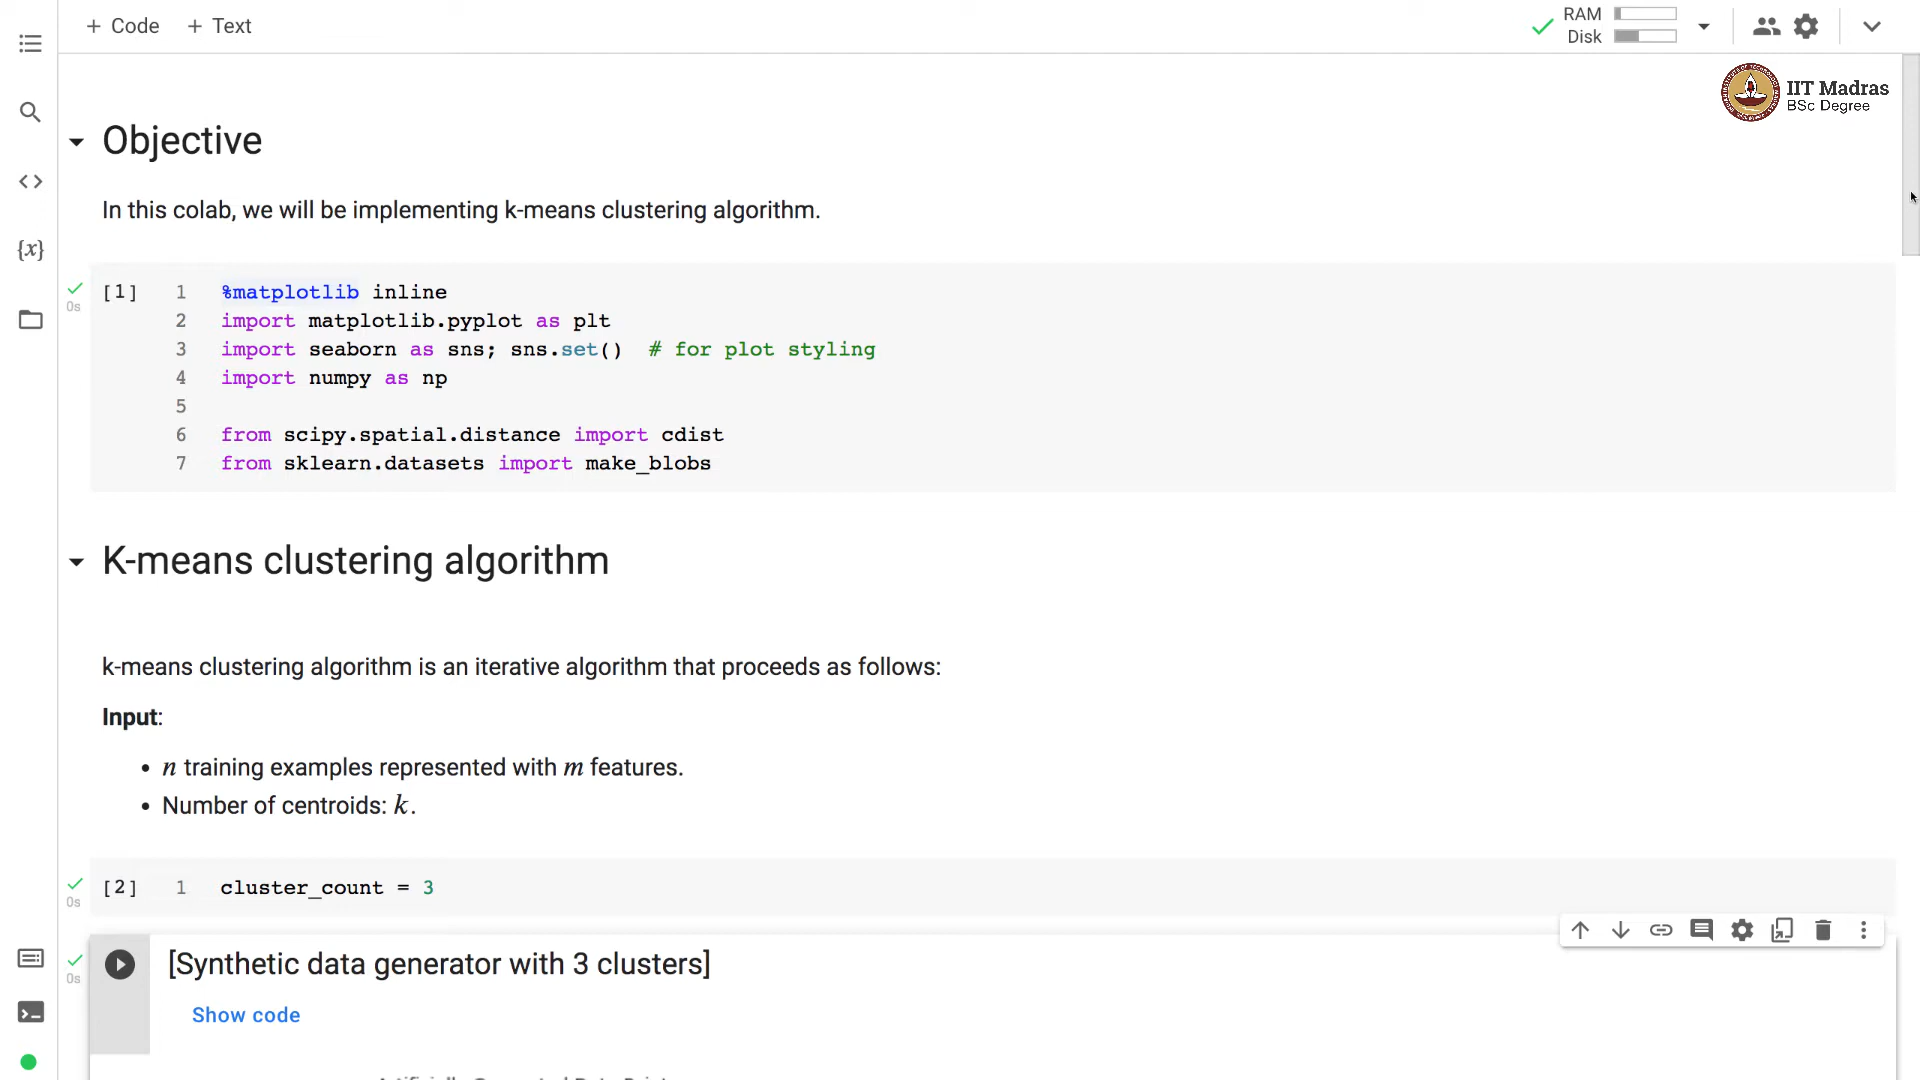 + Code + Text
RAM
Disk
IIT Madras
BSc Degree
Objective
In this colab, we will be implementing k-means clustering algorithm.
0s
[1]
1 %matplotlib inline
2 import matplotlib.pyplot as plt
3 import seaborn as sns; sns.set() # for plot styling
4 import numpy as np
5
6 from scipy.spatial.distance import cdist
7 from sklearn.datasets import make_blobs
K-means clustering algorithm
k-means clustering algorithm is an iterative algorithm that proceeds as follows:
Input:
• n training examples represented with m features.
• Number of centroids: k.
0s
[2] 1 cluster_count = 3
0s
[Synthetic data generator with 3 clusters]
Show code